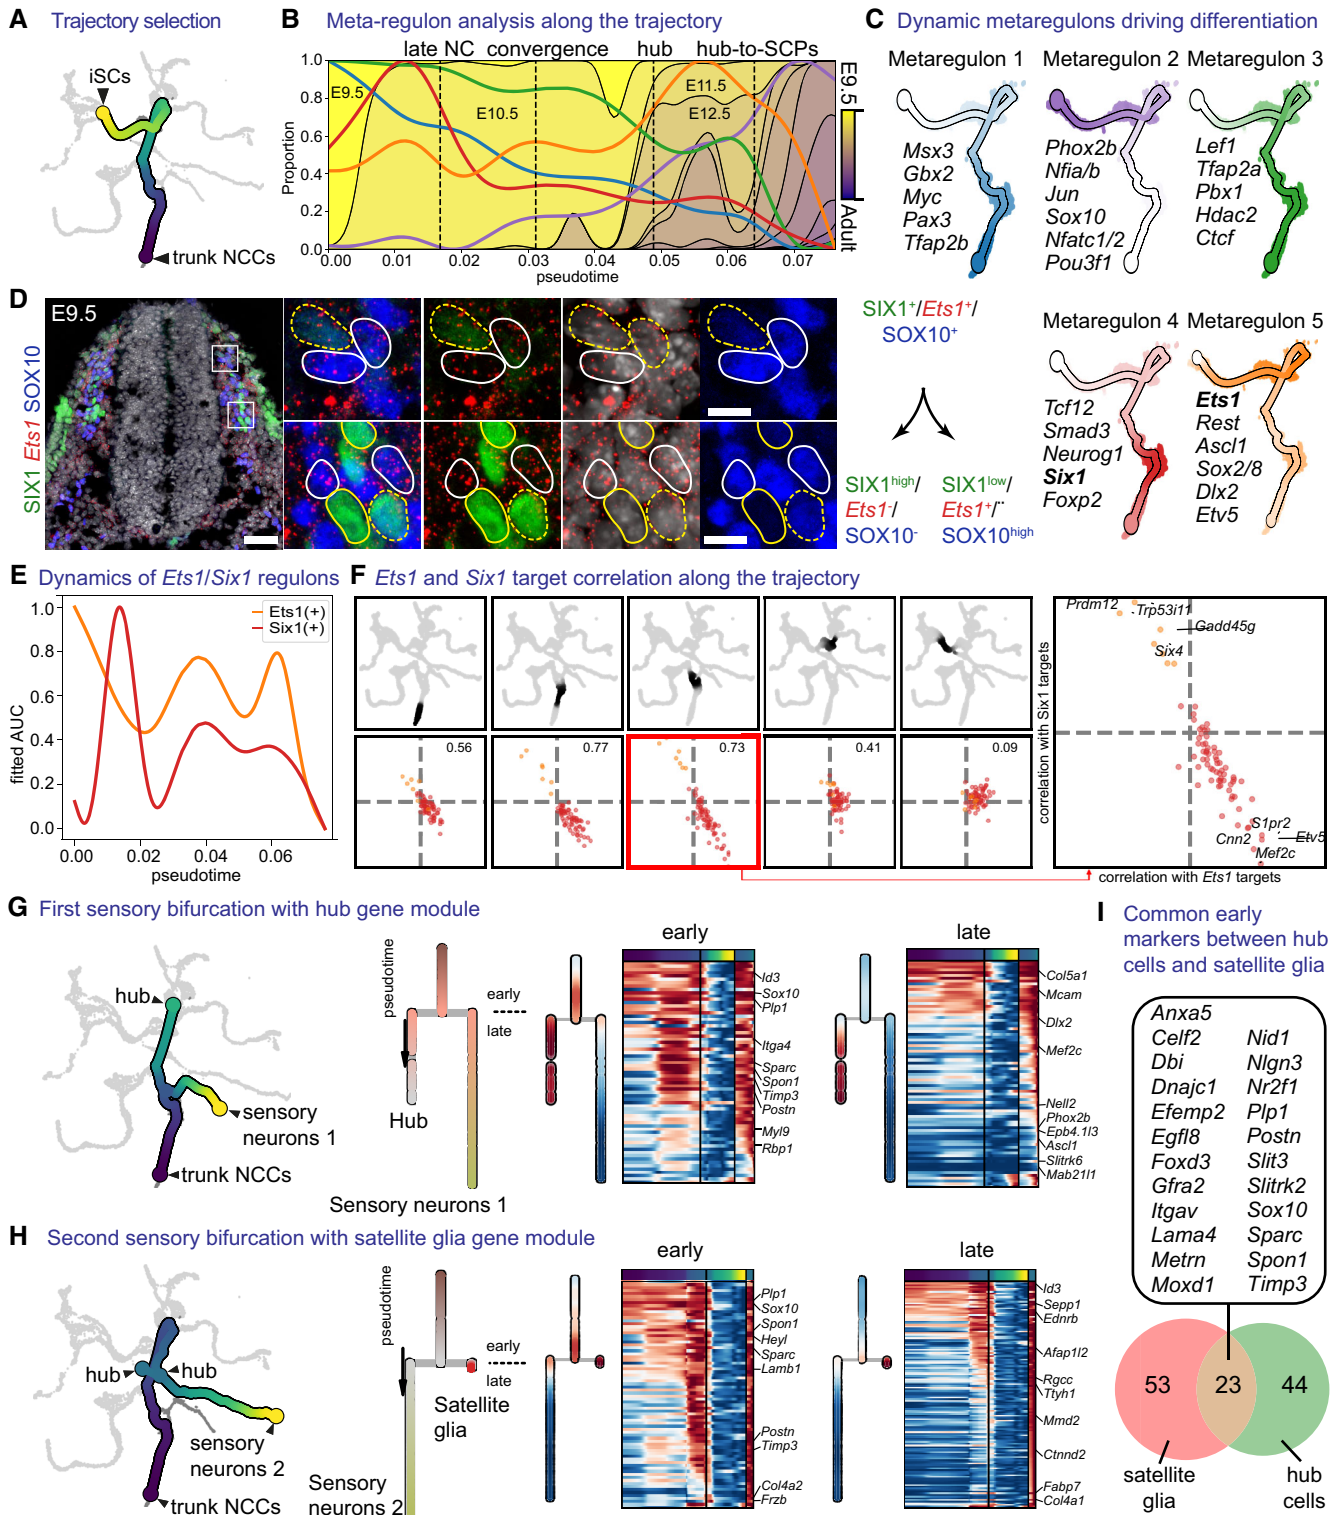 A Trajectory selection
iSCs
trunk NCCs
B Meta-regulon analysis along the trajectory
late NC convergence hub hub-to-SCPs
Proportion
1.0
0.8
0.6
0.4
0.2
0.0
E9.5
E10.5
E11.5
E12.5
0.00 0.01 0.02 0.03 0.04 0.05 0.06 0.07
pseudotime
E9.5
Adult
C Dynamic metaregulons driving differentiation
Metaregulon 1
Msx3
Gbx2
Myc
Pax3
Tfap2b
Metaregulon 2
Phox2b
Nfia/b
Jun
Sox10
Nfatc1/2
Pou3f1
Metaregulon 3
Lef1
Tfap2a
Pbx1
Hdac2
Ctcf
Metaregulon 4
Tcf12
Smad3
Neurog1
Six1
Foxp2
Metaregulon 5
Ets1
Rest
Ascl1
Sox2/8
Dlx2
Etv5
D
SIX1 Ets1 SOX10
E9.5
SIX1+/Ets1+/
SOX10+
SIX1high/
Ets1-/
SOX10-
SIX1low/
Ets1+/¨
SOX10high
E Dynamics of Ets1/Six1 regulons
fitted AUC
1.0
0.8
0.6
0.4
0.2
0.0
Ets1(+)
Six1(+)
0.00 0.02 0.04 0.06
pseudotime
F Ets1 and Six1 target correlation along the trajectory
0.56
0.77
0.73
0.41
0.09
correlation with Six1 targets
Prdm12
Trp53i11
Gadd45g
Six4
S1pr2
Cnn2
Etv5
Mef2c
correlation with Ets1 targets
G First sensory bifurcation with hub gene module
hub
sensory
neurons 1
trunk NCCs
pseudotime
early
late
Hub
Sensory neurons 1
early
Id3
Sox10
Plp1
Itga4
Sparc
Spon1
Timp3
Postn
Myl9
Rbp1
late
Col5a1
Mcam
Dlx2
Mef2c
Nell2
Phox2b
Epb4.1l3
Ascl1
Slitrk6
Mab21l1
H Second sensory bifurcation with satellite glia gene module
hub
hub
sensory
neurons 2
trunk NCCs
pseudotime
early
late
Satellite
glia
Sensory
neurons 2
early
Plp1
Sox10
Spon1
Heyl
Sparc
Lamb1
Postn
Timp3
Col4a2
Frzb
late
Id3
Sepp1
Ednrb
Afap1l2
Rgcc
Ttyh1
Mmd2
Ctnnd2
Fabp7
Col4a1
I Common early
markers between hub
cells and satellite glia
Anxa5
Celf2 Nid1
Dbi Nlgn3
Dnajc1 Nr2f1
Efemp2 Plp1
Egfl8 Postn
Foxd3 Slit3
Gfra2 Slitrk2
Itgav Sox10
Lama4 Sparc
Metrn Spon1
Moxd1 Timp3
53 23 44
satellite
glia
hub
cells